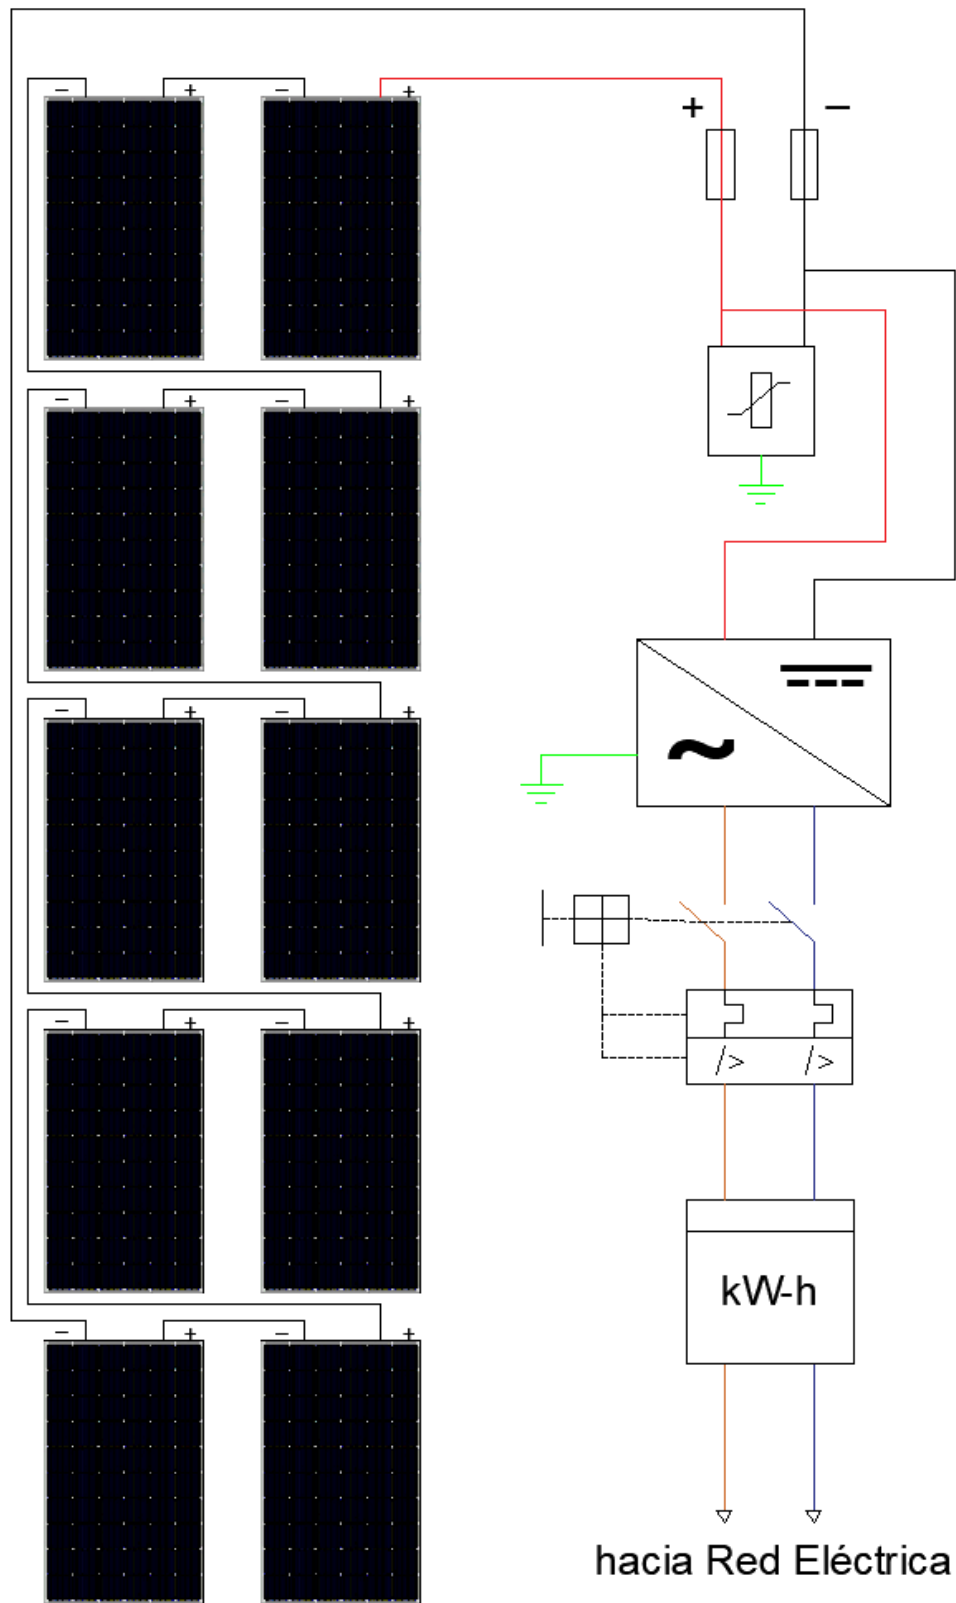 − + − +
+ −
− + − +
− + − +
− + − +
kW-h
− + − +
hacia Red Eléctrica